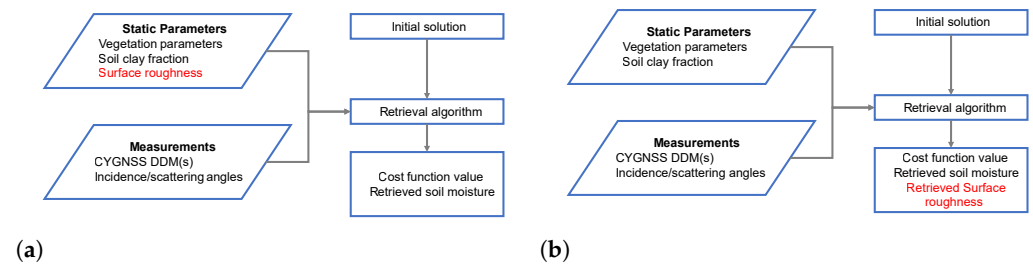 Static Parameters
Vegetation parameters
Soil clay fraction
Surface roughness
Measurements
CYGNSS DDM(s)
Incidence/scattering angles
Initial solution
Retrieval algorithm
Cost function value
Retrieved soil moisture
(a)
Static Parameters
Vegetation parameters
Soil clay fraction
Measurements
CYGNSS DDM(s)
Incidence/scattering angles
Initial solution
Retrieval algorithm
Cost function value
Retrieved soil moisture
Retrieved Surface
roughness
(b)